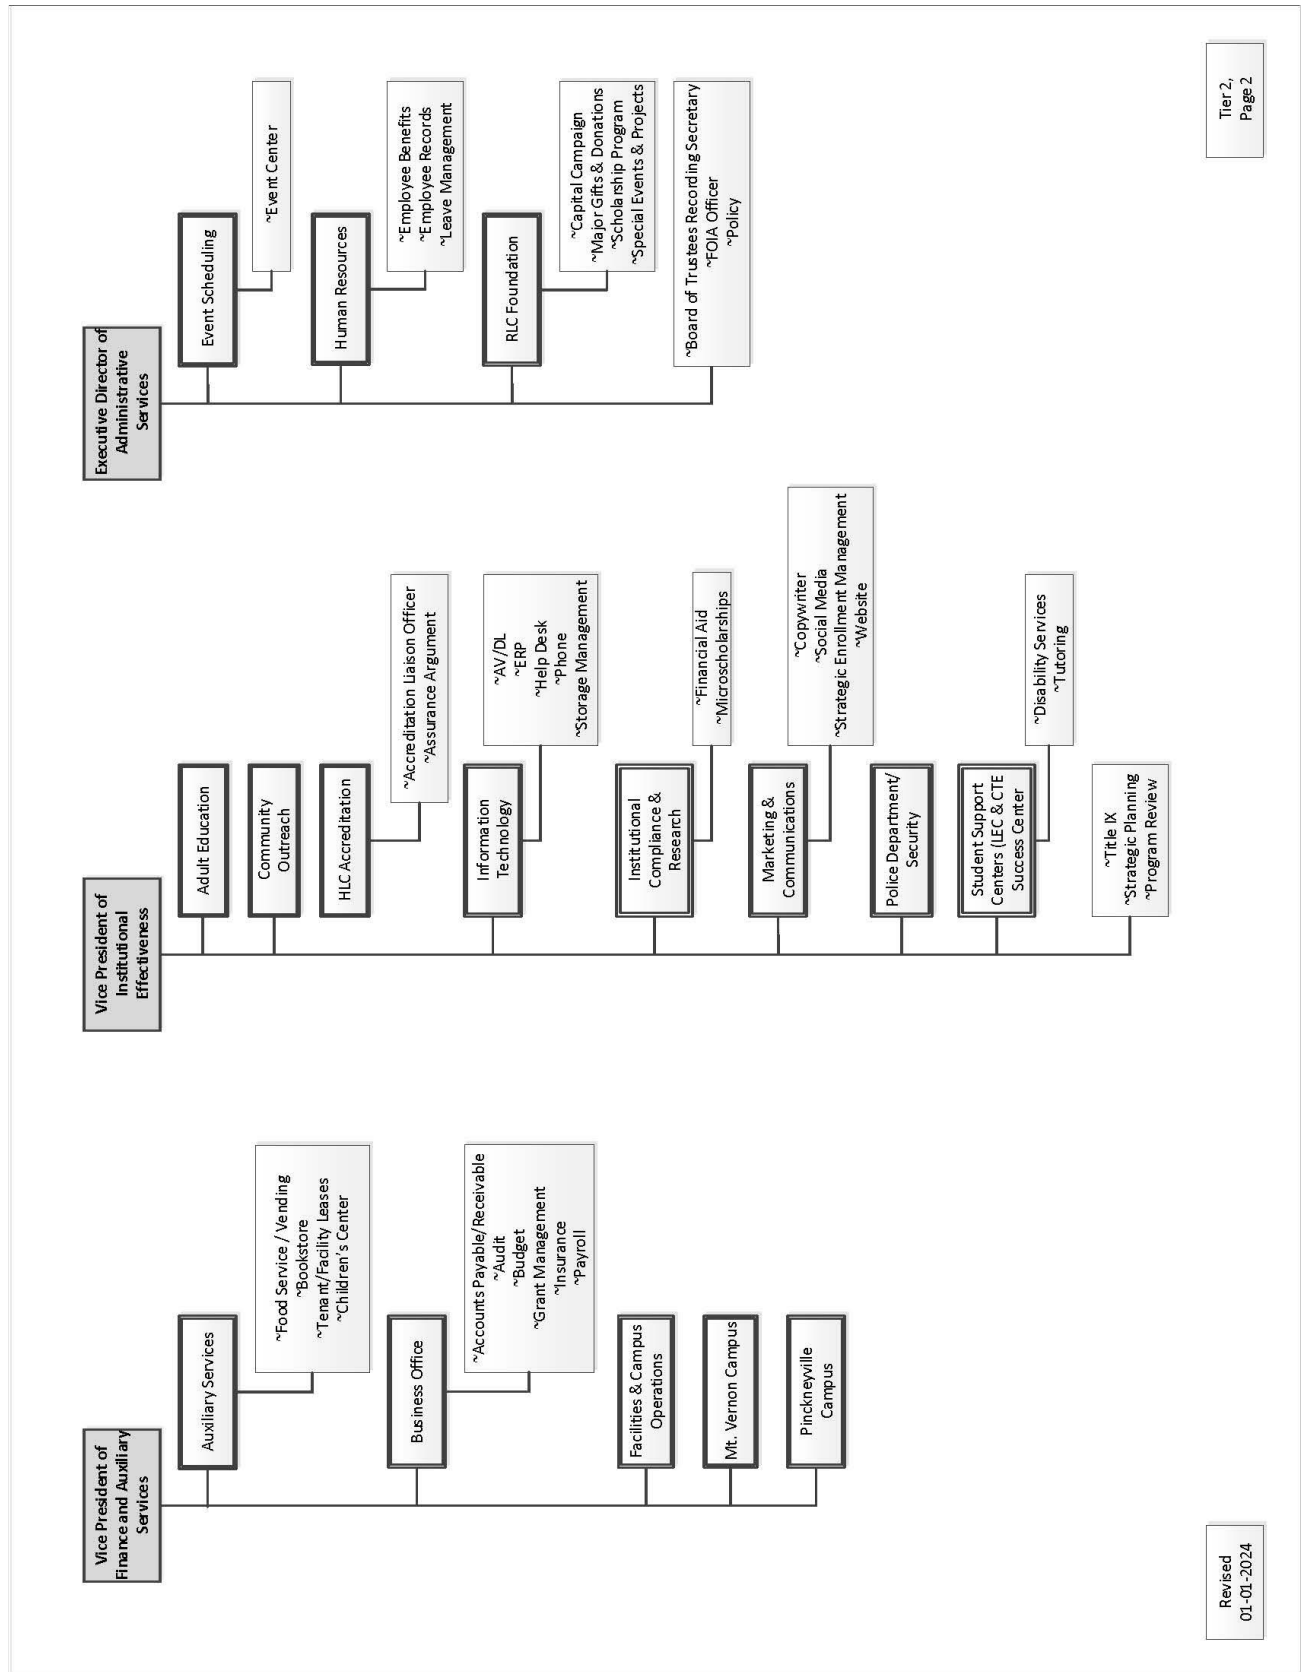 Vice President of
Finance and Auxiliary
Services
Auxiliary Services
~Food Service / Vending
~Bookstore
~Tenant/Facility Leases
~Children's Center
Business Office
~Accounts Payable/Receivable
~Audit
~Budget
~Grant Management
~Insurance
~Payroll
Facilities & Campus
Operations
Mt. Vernon Campus
Pinckneyville
Campus
Vice President of
Institutional
Effectiveness
Adult Education
Community
Outreach
HLC Accreditation
~Accreditation Liaison Officer
~Assurance Argument
Information
Technology
~AV/DL
~ERP
~Help Desk
~Phone
~Storage Management
Institutional
Compliance &
Research
~Financial Aid
~Microscholarships
Marketing &
Communications
~Copywriter
~Social Media
~Strategic Enrollment Management
~Website
Police Department/
Security
Student Support
Centers (LEC & CTE
Success Center
~Disability Services
~Tutoring
~Title IX
~Strategic Planning
~Program Review
Executive Director of
Administrative
Services
Event Scheduling
~Event Center
Human Resources
~Employee Benefits
~Employee Records
~Leave Management
RLC Foundation
~Capital Campaign
~Major Gifts & Donations
~Scholarship Program
~Special Events & Projects
~Board of Trustees Recording Secretary
~FOIA Officer
~Policy
Revised
01-01-2024
Tier 2,
Page 2